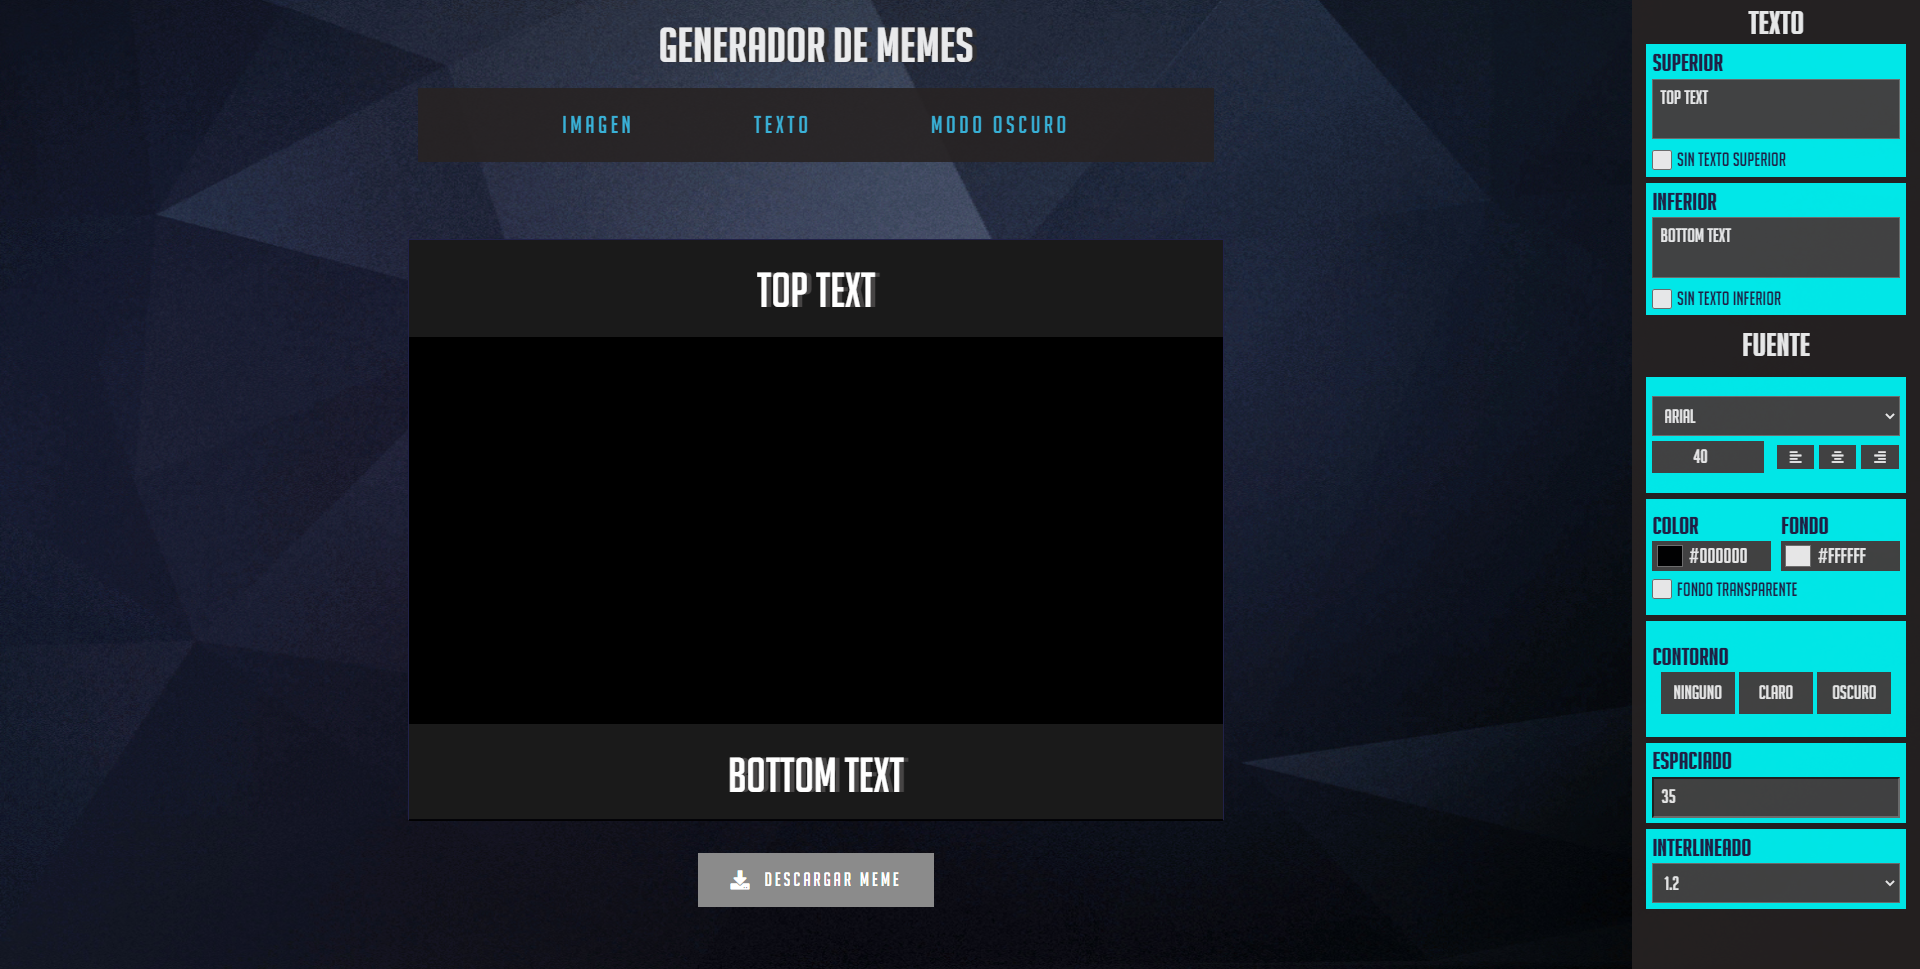 GENERADOR DE MEMES
IMAGEN
TEXTO
MODO OSCURO
TOP TEXT
BOTTOM TEXT
DESCARGAR MEME
TEXTO
SUPERIOR
TOP TEXT
SIN TEXTO SUPERIOR
INFERIOR
BOTTOM TEXT
SIN TEXTO INFERIOR
FUENTE
ARIAL
40
COLOR
FONDO
#000000
#FFFFFF
FONDO TRANSPARENTE
CONTORNO
NINGUNO
CLARO
OSCURO
ESPACIADO
35
INTERLINEADO
1.2